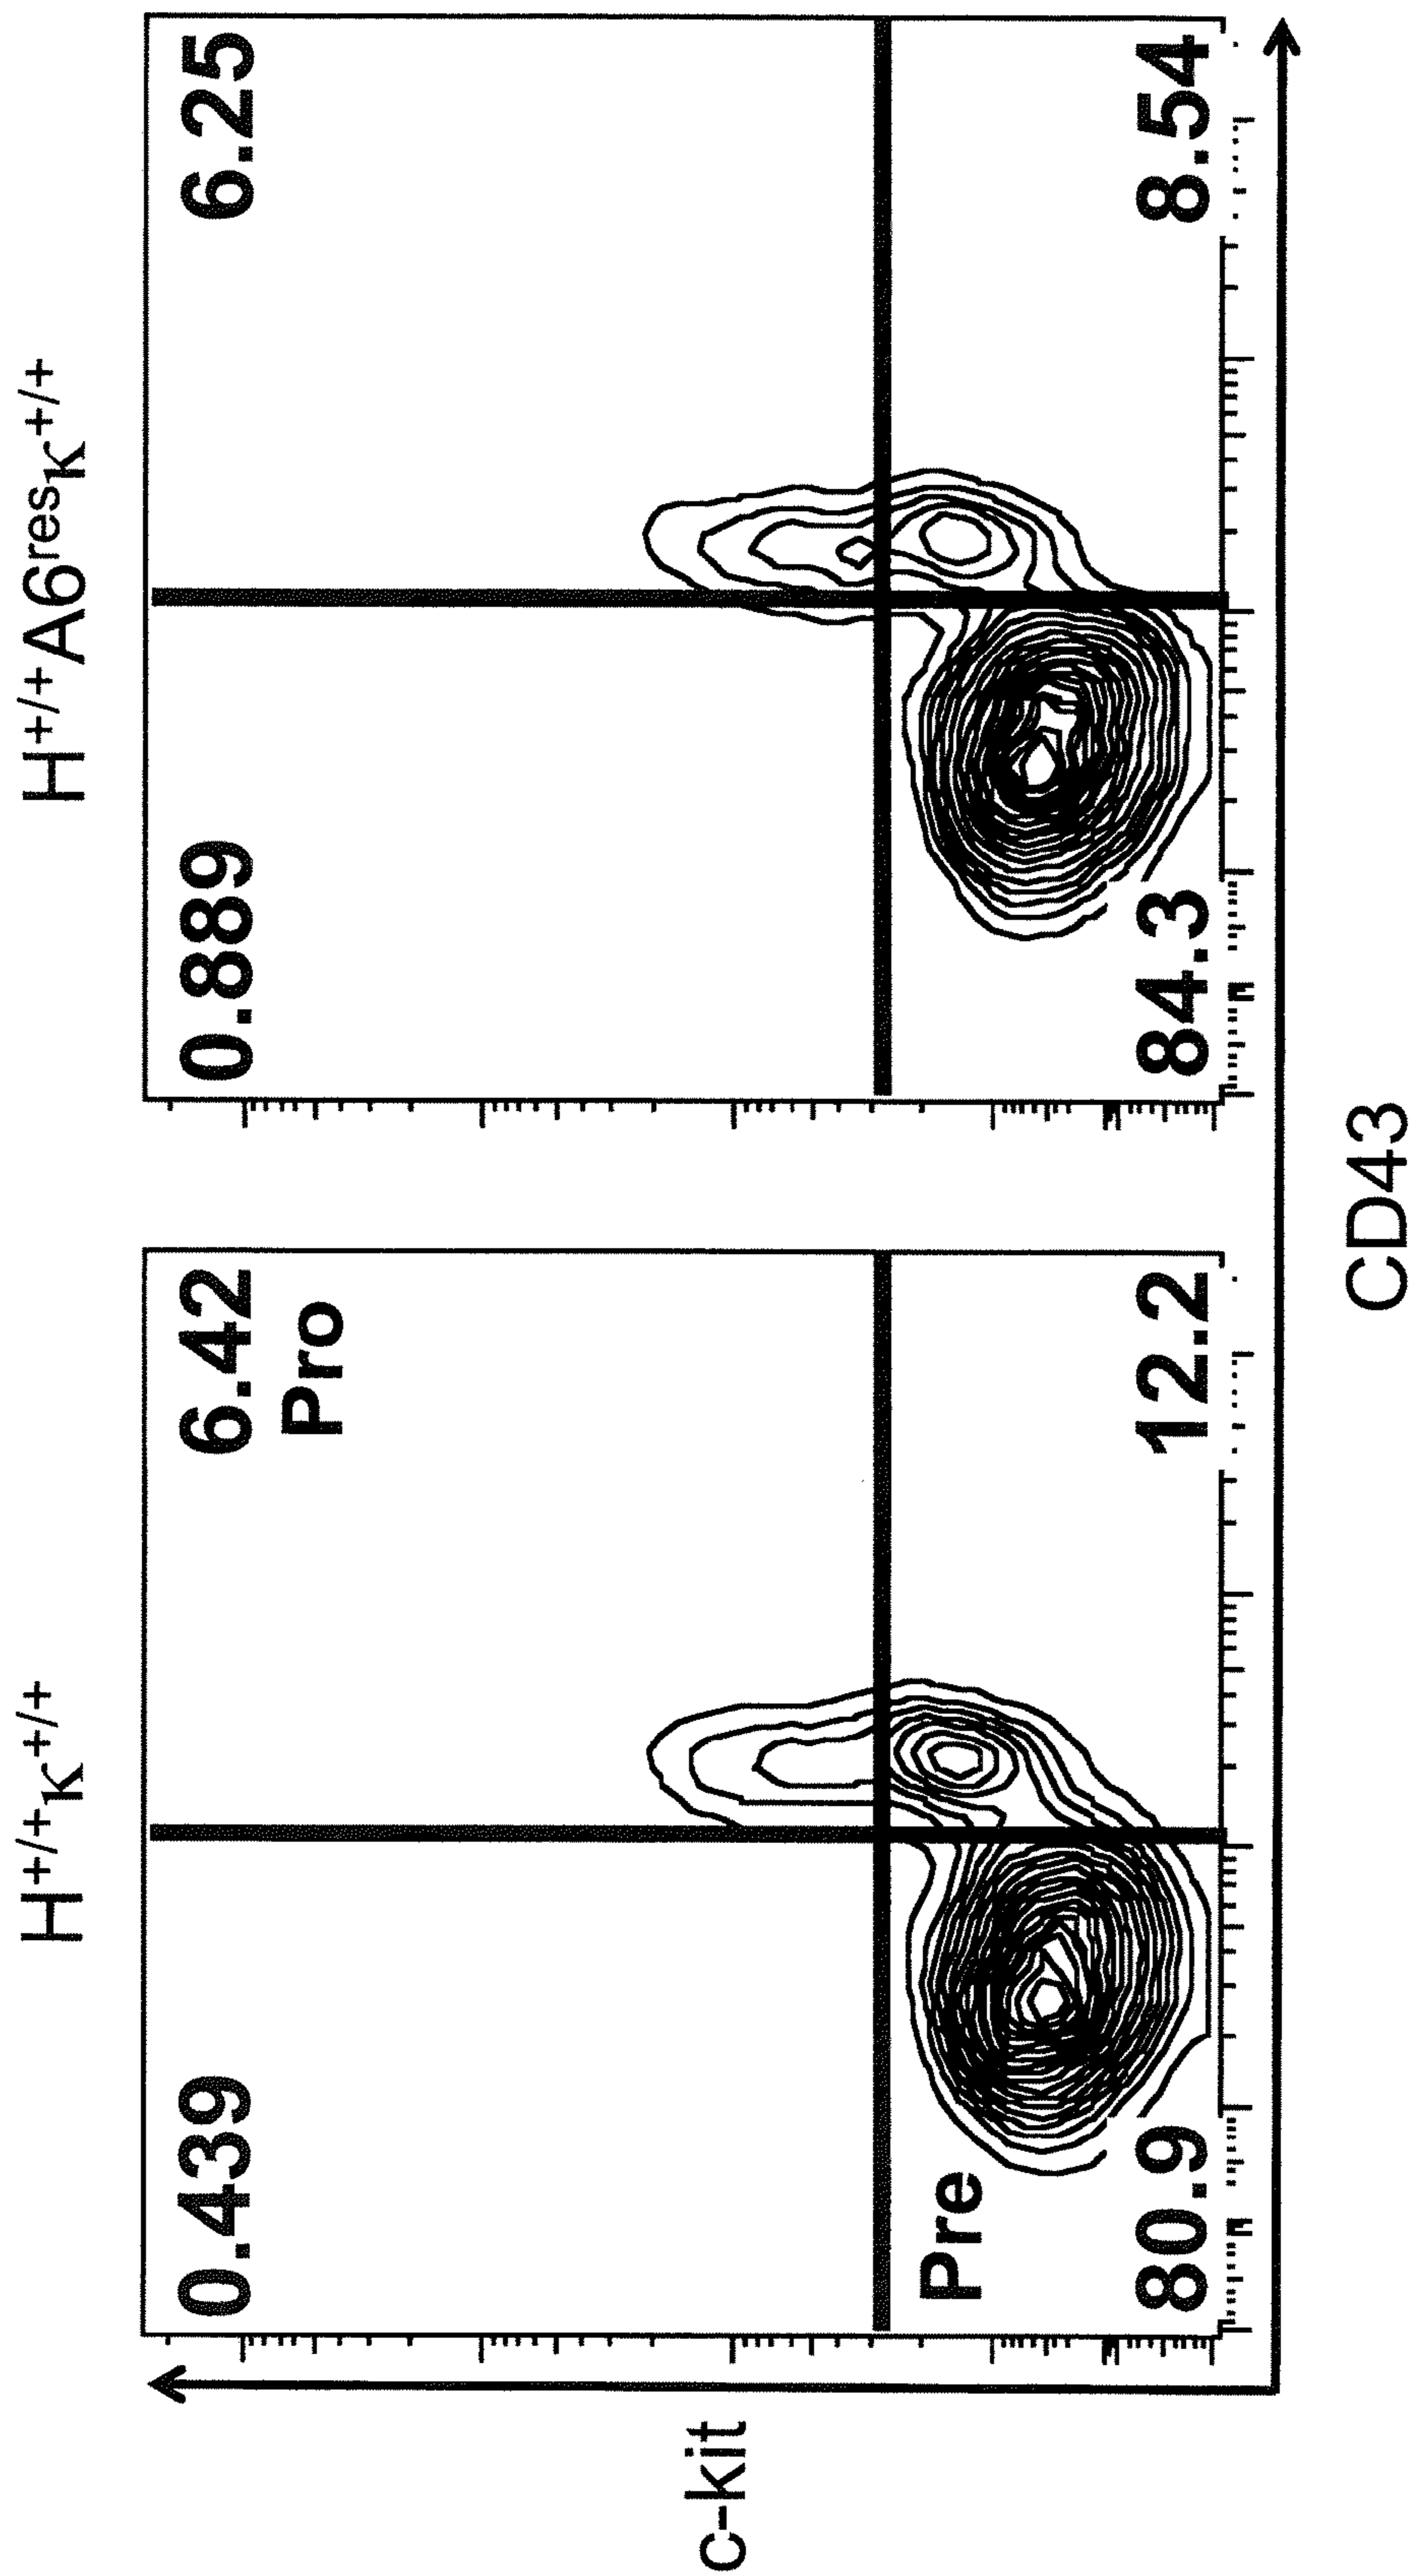 H+/+κ+/+ H+/+A6resκ+/+
0.439 6.42 0.889 6.25
Pro
c-kit
Pre
80.9 12.2 84.3 8.54
CD43